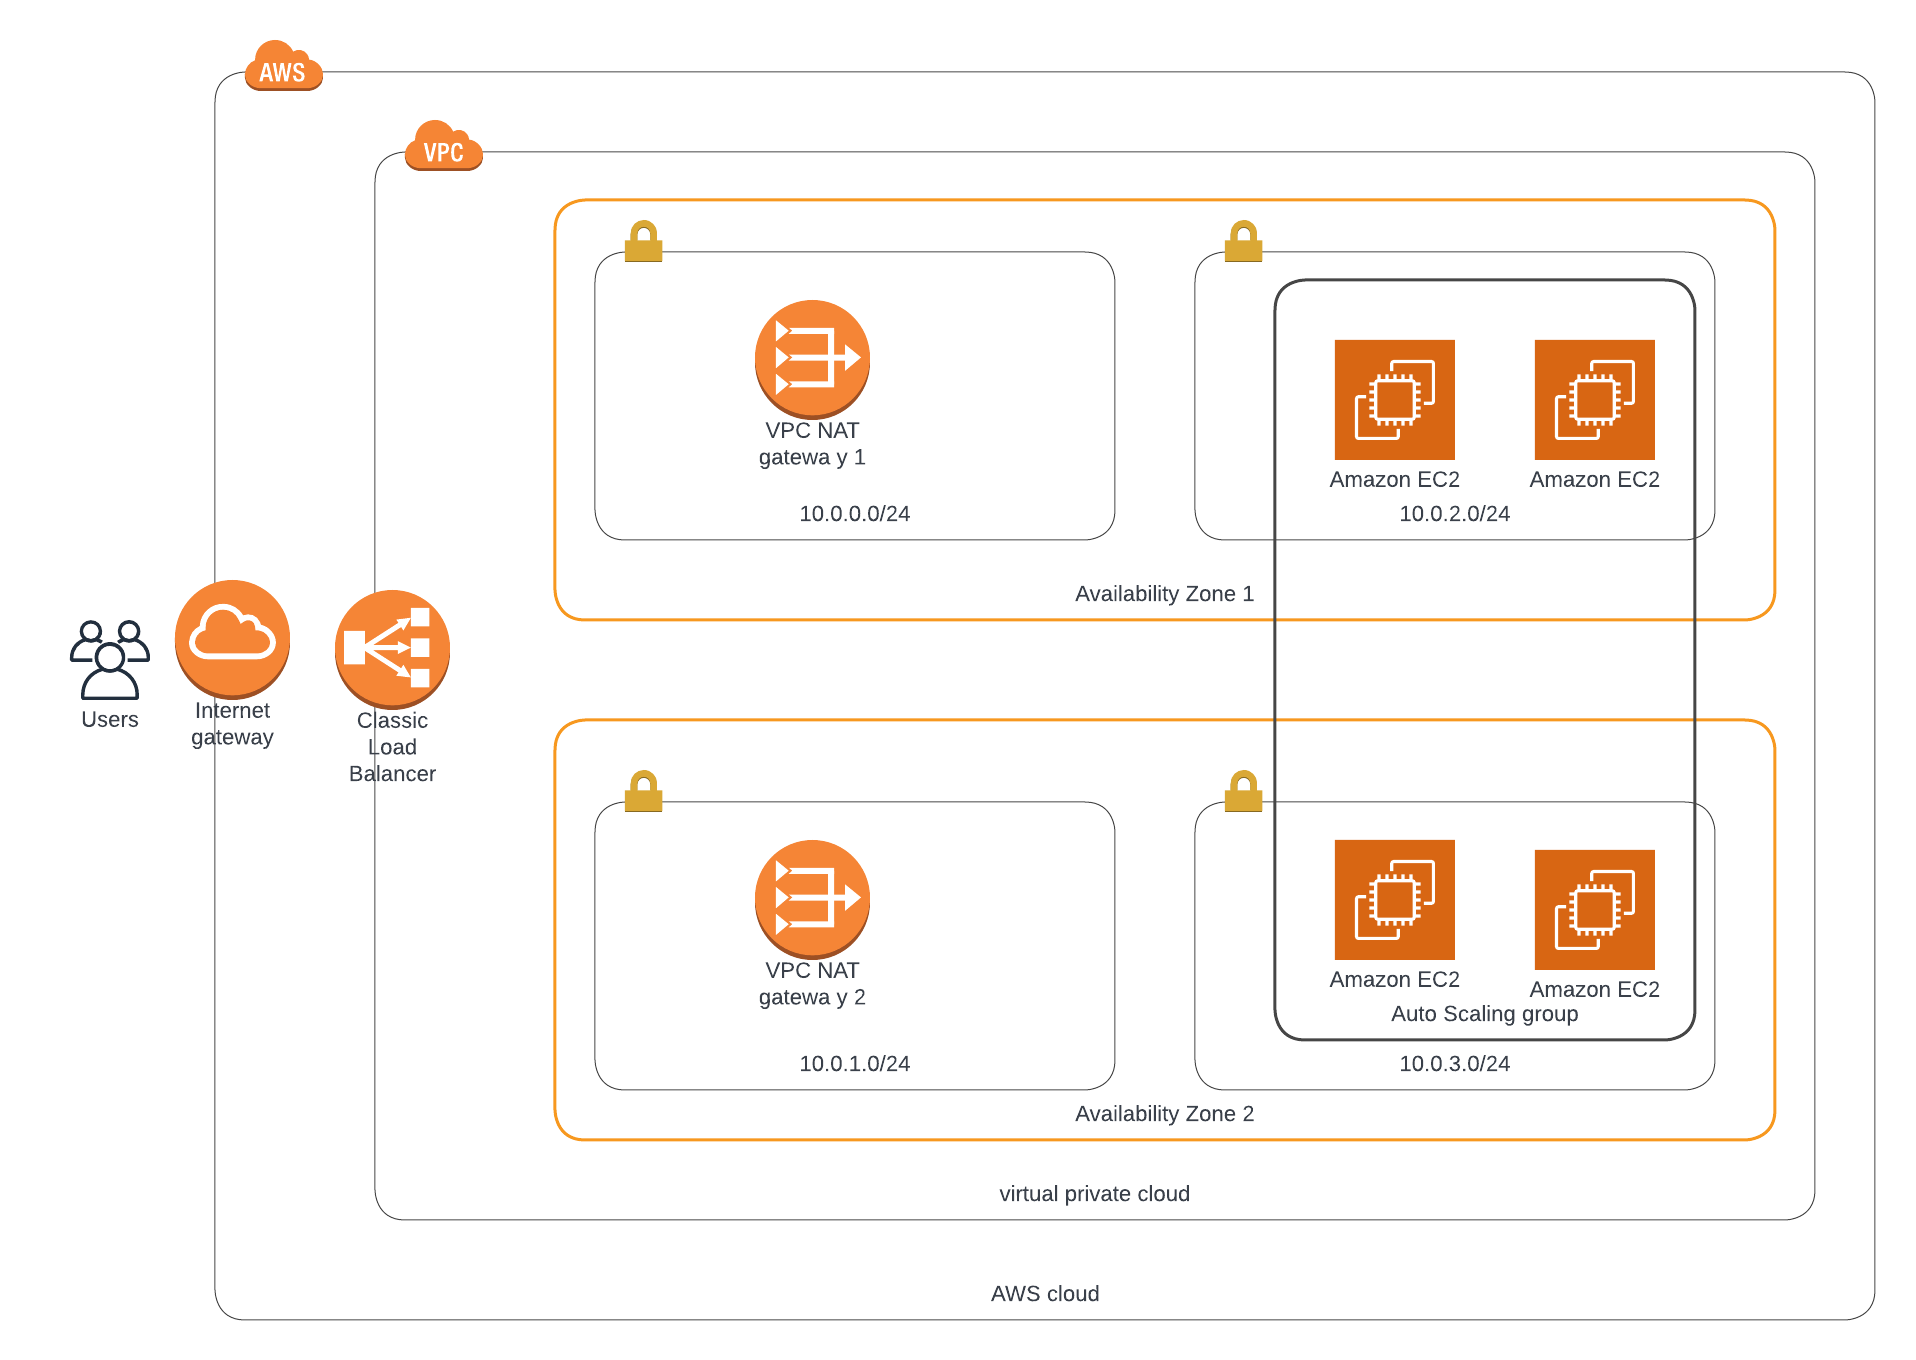 AWS
VPC
VPC NAT
gatewa y 1
10.0.0.0/24
Amazon EC2
Amazon EC2
10.0.2.0/24
Availability Zone 1
Users
Internet
gateway
Classic
Load
Balancer
VPC NAT
gatewa y 2
10.0.1.0/24
Amazon EC2
Amazon EC2
Auto Scaling group
10.0.3.0/24
Availability Zone 2
virtual private cloud
AWS cloud